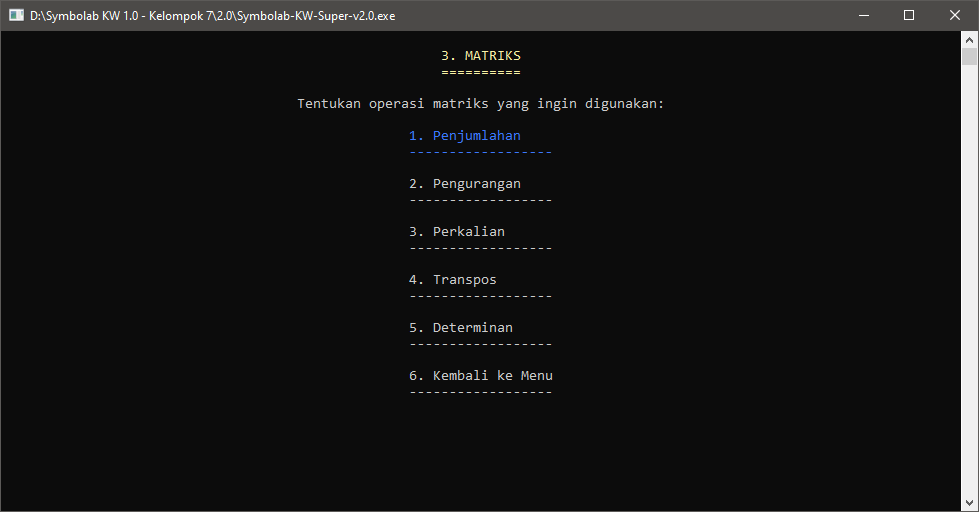 D:\Symbolab KW 1.0 - Kelompok 7\2.0\Symbolab-KW-Super-v2.0.exe
3. MATRIKS
==========
Tentukan operasi matriks yang ingin digunakan:
1. Penjumlahan
------------------
2. Pengurangan
------------------
3. Perkalian
------------------
4. Transpos
------------------
5. Determinan
------------------
6. Kembali ke Menu
------------------